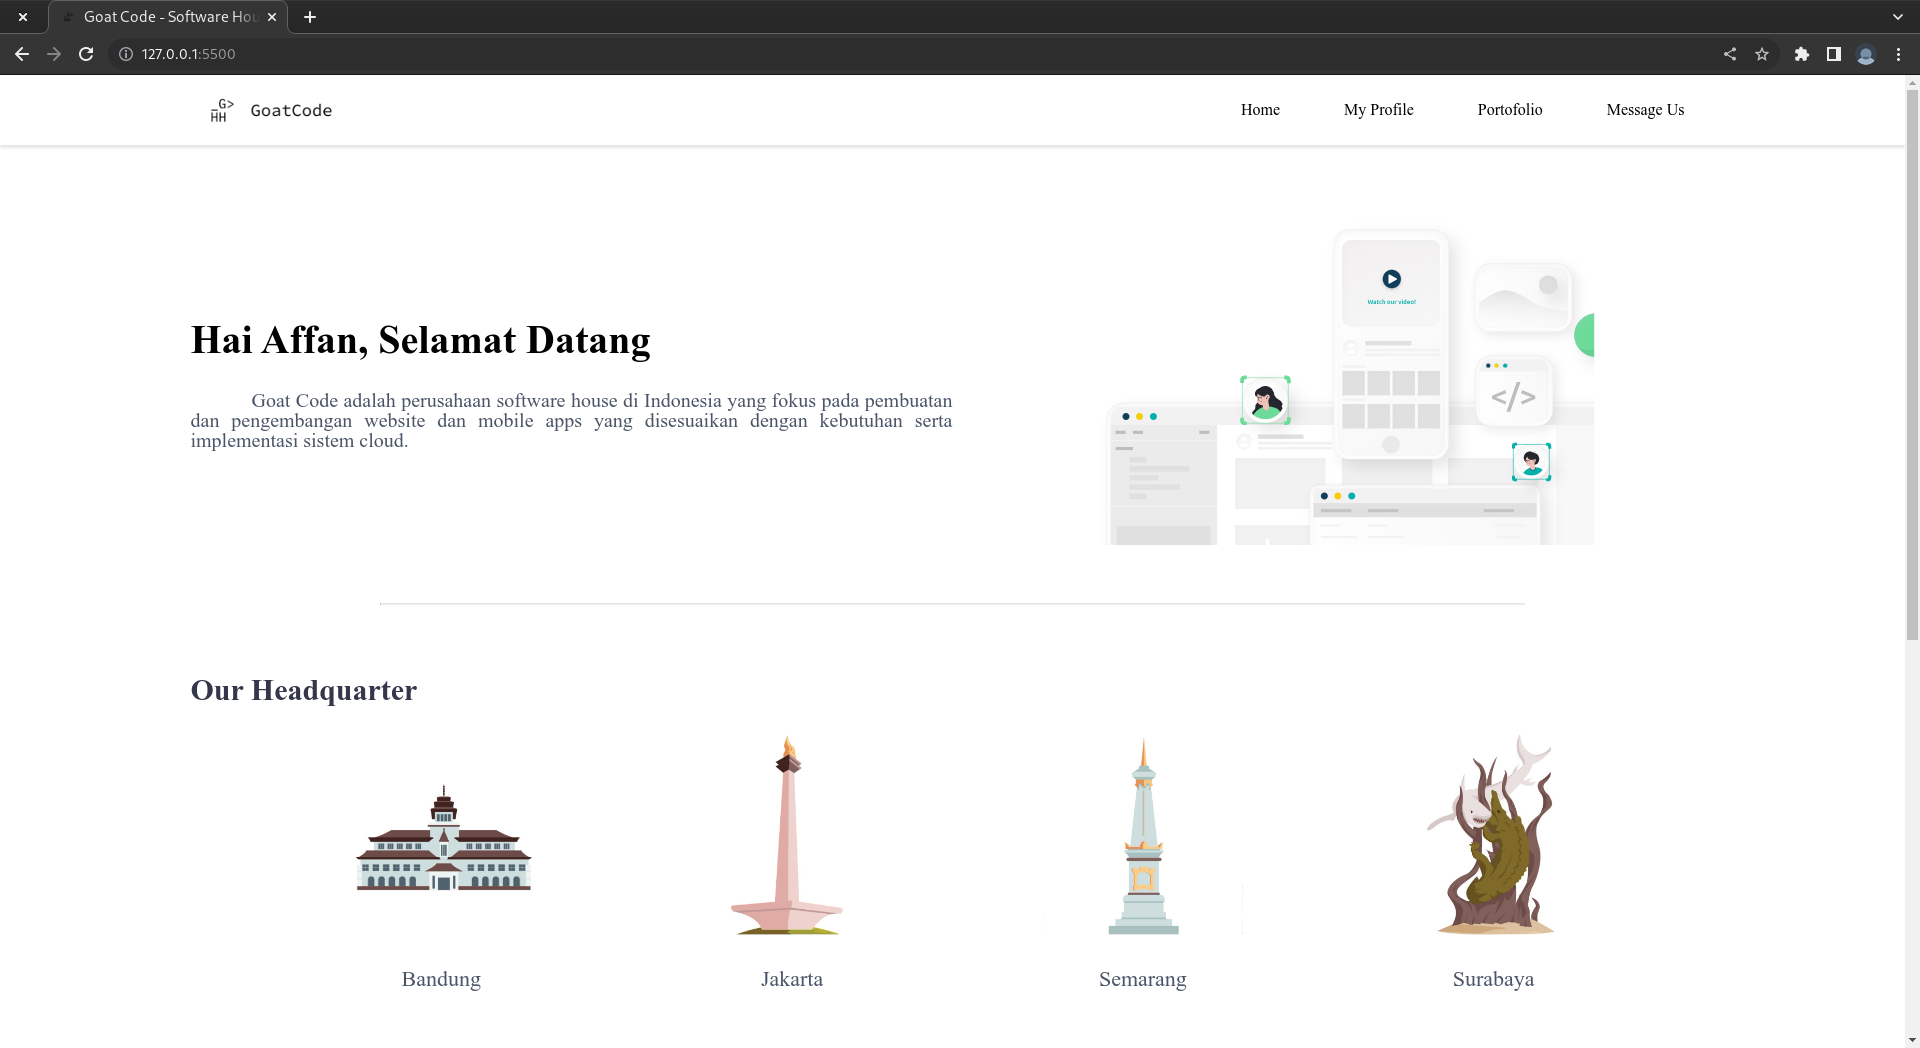 Goat Code - Software Hou
127.0.0.1:5500
_G>
HH
GoatCode
Home
My Profile
Portofolio
Message Us
Watch our video!
</>
Hai Affan, Selamat Datang
Goat Code adalah perusahaan software house di Indonesia yang fokus pada pembuatan
dan pengembangan website dan mobile apps yang disesuaikan dengan kebutuhan serta
implementasi sistem cloud.
Our Headquarter
Bandung
Jakarta
Semarang
Surabaya